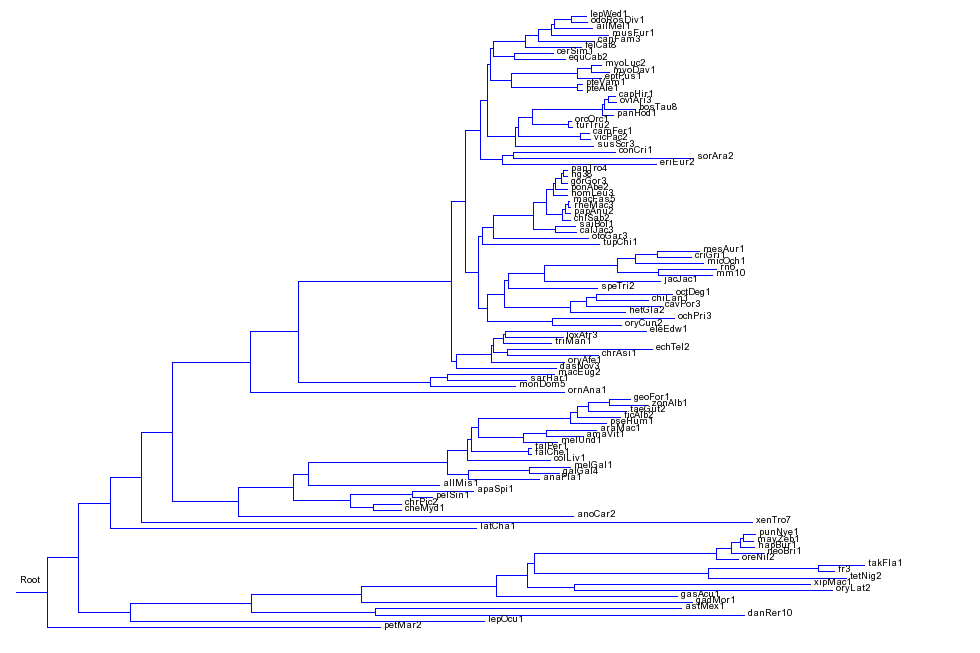 lepWed1
odoRosDiv1
ailMel1
musFur1
canFam3
felCat8
cerSim1
equCab2
myoLuc2
myoDav1
eptFus1
pteVam1
pteAle1
capHir1
oviAri3
bosTau8
panHod1
orcOrc1
turTru2
camFer1
vicPac2
susScr3
conCri1
sorAra2
eriEur2
panTro4
hg38
gorGor3
ponAbe2
nomLeu3
macFas5
rheMac3
papAnu2
chlSab2
saiBol1
calJac3
otoGar3
tupChi1
mesAur1
criGri1
micOch1
rn6
mm10
jacJac1
speTri2
octDeg1
chiLan1
cavPor3
hetGla2
ochPri3
oryCun2
eleEdw1
loxAfr3
triMan1
echTel2
chrAsi1
oryAfe1
dasNov3
macEug2
sarHar1
monDom5
ornAna1
geoFor1
zonAlb1
taeGut2
ficAlb2
pseHum1
araMac1
amaVit1
melUnd1
falPer1
falChe1
colLiv1
melGal1
galGal4
anaPla1
allMis1
apaSpi1
pelSin1
chrPic2
cheMyd1
anoCar2
xenTro7
latCha1
punNye1
mayZeb1
hapBur1
neoBri1
oreNil2
takFla1
fr3
tetNig2
xipMac1
oryLat2
gasAcu1
gadMor1
astMex1
danRer10
lepOcu1
petMar2
Root